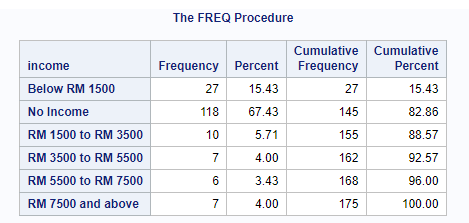 The FREQ Procedure
income Frequency Percent Cumulative Frequency Cumulative Percent
Below RM 1500 27 15.43 27 15.43
No Income 118 67.43 145 82.86
RM 1500 to RM 3500 10 5.71 155 88.57
RM 3500 to RM 5500 7 4.00 162 92.57
RM 5500 to RM 7500 6 3.43 168 96.00
RM 7500 and above 7 4.00 175 100.00